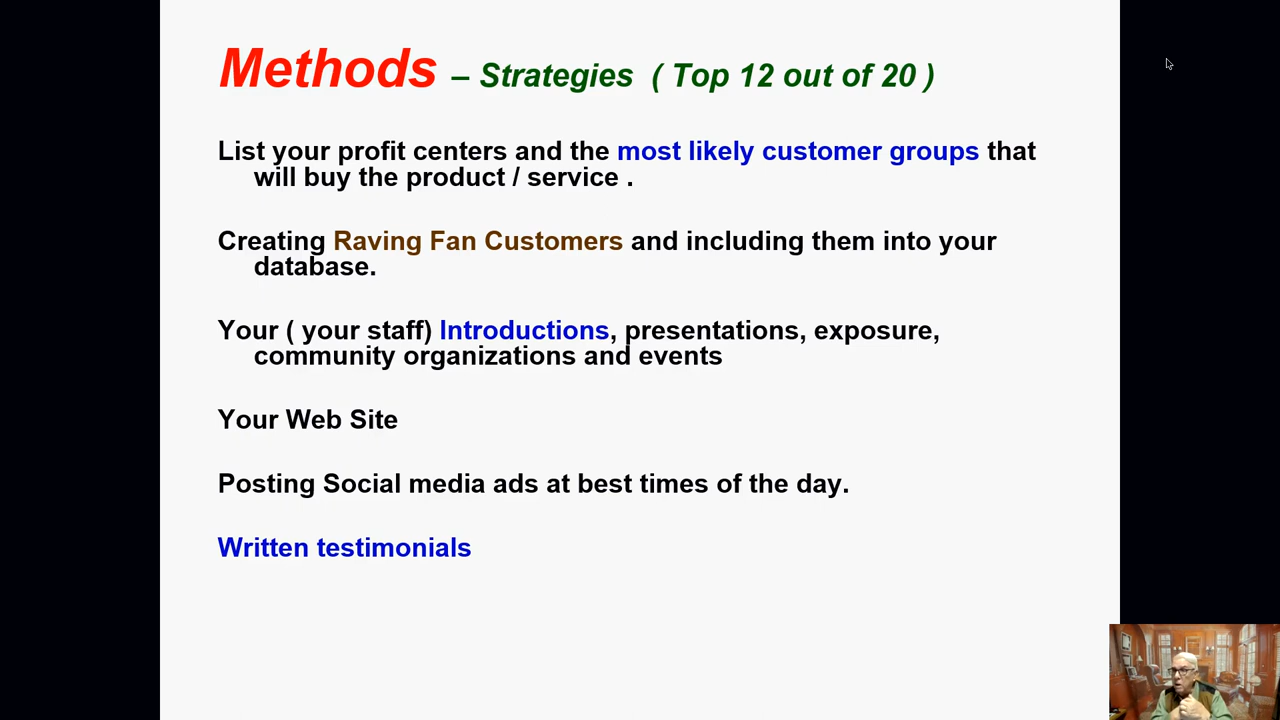 Methods – Strategies ( Top 12 out of 20 )
List your profit centers and the most likely customer groups that
will buy the product / service .
Creating Raving Fan Customers and including them into your
database.
Your ( your staff) Introductions, presentations, exposure,
community organizations and events
Your Web Site
Posting Social media ads at best times of the day.
Written testimonials